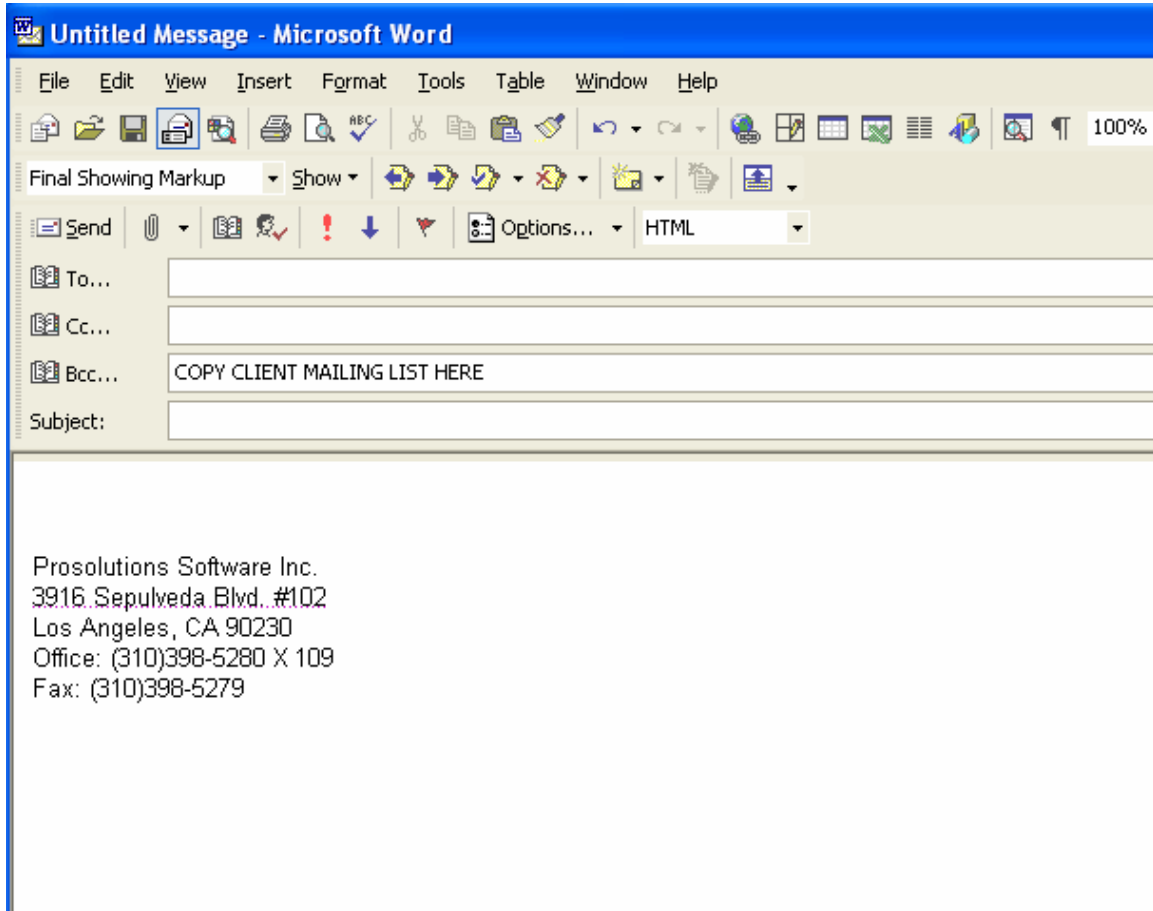 Untitled Message - Microsoft Word
File Edit View Insert Format Tools Table Window Help
ABC 100%
Final Showing Markup Show
Send Options... HTML
To...
Cc...
Bcc... COPY CLIENT MAILING LIST HERE
Subject:
Prosolutions Software Inc.
3916 Sepulveda Blvd. #102
Los Angeles, CA 90230
Office: (310)398-5280 X 109
Fax: (310)398-5279